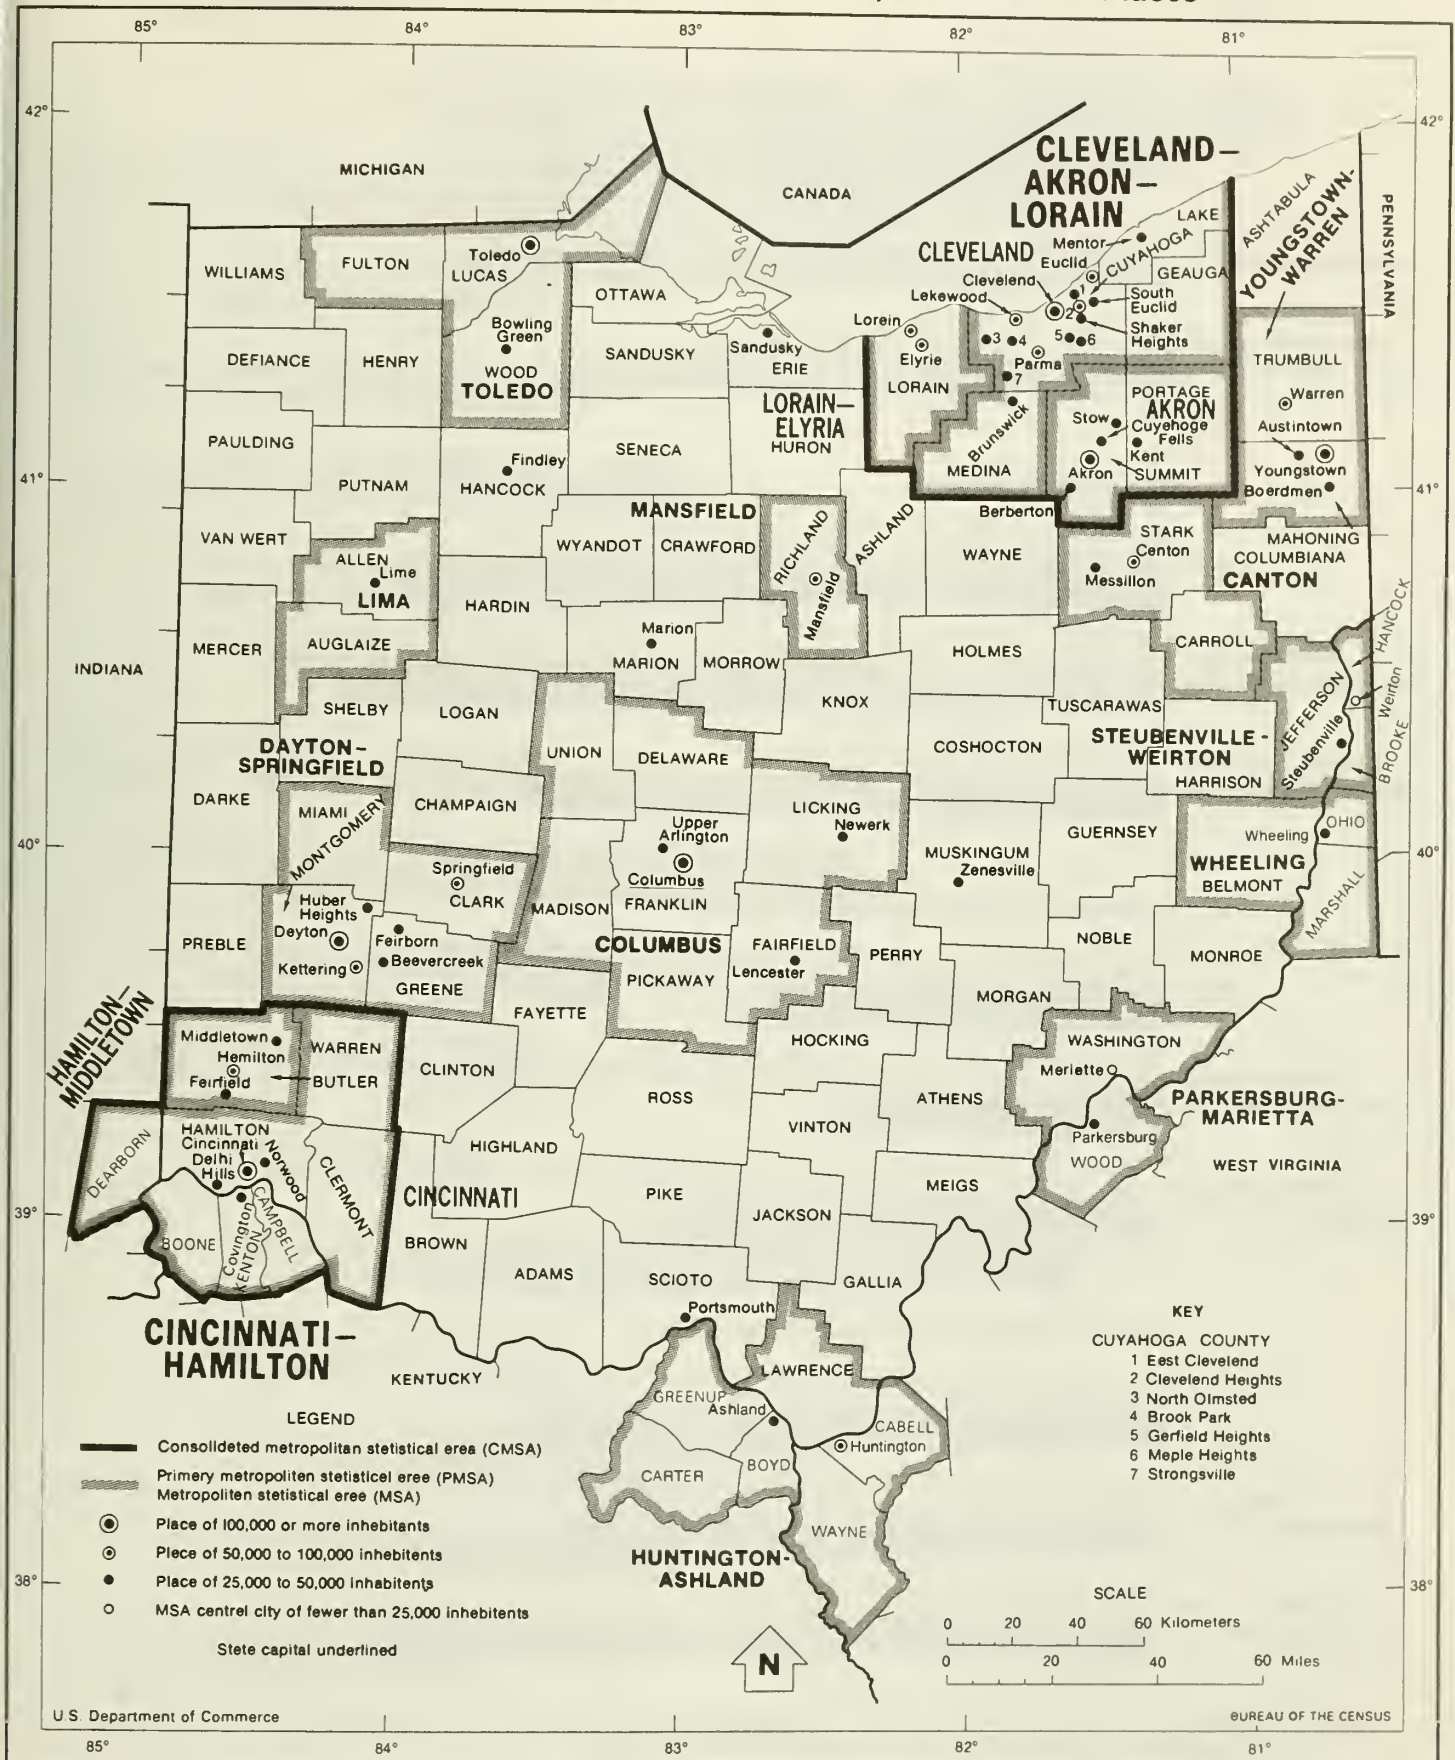 85°
84°
83°
82°
81°
42°
42°
MICHIGAN
CANADA
CLEVELAND–
AKRON–
LORAIN
LAKE
ASHTABULA
YOUNGSTOWN-
WARREN
PENNSYLVANIA
CLEVELAND
Mentor
Euclid
CUYAHOGA
GEAUGA
Toledo
LUCAS
FULTON
WILLIAMS
Clevelend
Lekewood
1
South
Euclid
2
Shaker
Heights
OTTAWA
Lorein
Elyrie
3
4
5
6
Parma
7
Bowling
Green
WOOD
TOLEDO
SANDUSKY
Sandusky
ERIE
DEFIANCE
HENRY
LORAIN
TRUMBULL
Warren
Austintown
PORTAGE
AKRON
Stow
Cuyehoge
Fells
Kent
SUMMIT
Akron
Brunswick
MEDINA
LORAIN–
ELYRIA
HURON
PAULDING
SENECA
Youngstown
Boerdmen
41°
41°
Findley
HANCOCK
PUTNAM
MANSFIELD
Berberton
MAHONING
COLUMBIANA
CANTON
VAN WERT
WYANDOT
CRAWFORD
RICHLAND
ASHLAND
WAYNE
STARK
Centon
Messillon
ALLEN
Lime
LIMA
HARDIN
Mansfield
HANCOCK
INDIANA
MERCER
AUGLAIZE
Marion
MARION
MORROW
HOLMES
CARROLL
JEFFERSON
Weirton
Steubenville
BROOKE
SHELBY
LOGAN
KNOX
TUSCARAWAS
DAYTON–
SPRINGFIELD
UNION
DELAWARE
COSHOCTON
STEUBENVILLE-
WEIRTON
HARRISON
DARKE
MIAMI
MONTGOMERY
CHAMPAIGN
LICKING
Newerk
Upper
Arlington
Columbus
FRANKLIN
GUERNSEY
Wheeling
OHIO
WHEELING
BELMONT
MARSHALL
40°
40°
MUSKINGUM
Zenesville
Springfield
CLARK
Huber
Heights
Deyton
Kettering
Feirborn
Beevercreek
GREENE
MADISON
COLUMBUS
PICKAWAY
FAIRFIELD
Lencester
PERRY
NOBLE
MONROE
PREBLE
MORGAN
FAYETTE
HOCKING
WASHINGTON
Meriette
HAMILTON–
MIDDLETOWN
Middletown
Hemilton
Feirfield
WARREN
BUTLER
CLINTON
ROSS
ATHENS
VINTON
PARKERSBURG-
MARIETTA
Parkersburg
WOOD
WEST VIRGINIA
DEARBORN
HAMILTON
Cincinnati
Delhi
Hills
Norwood
CLERMONT
HIGHLAND
CINCINNATI
PIKE
MEIGS
JACKSON
39°
39°
BOONE
Covington
KENTON
CAMPBELL
BROWN
ADAMS
SCIOTO
GALLIA
Portsmouth
CINCINNATI–
HAMILTON
KENTUCKY
LAWRENCE
GREENUP
Ashland
CABELL
Huntington
CARTER
BOYD
WAYNE
HUNTINGTON-
ASHLAND
KEY
CUYAHOGA COUNTY
1 Eest Clevelend
2 Cleveland Heights
3 North Olmsted
4 Brook Park
5 Gerfield Heights
6 Meple Heights
7 Strongsville
LEGEND
Consolideted metropolitan stetistical erea (CMSA)
Primery metropoliten stetisticel eree (PMSA)
Metropoliten stetistical eree (MSA)
Place of 100,000 or more inhebitants
Plece of 50,000 to 100,000 inhebitents
Place of 25,000 to 50,000 inhabitents
MSA centrel city of fewer than 25,000 inhebitents
Stete capital underlined
38°
38°
SCALE
0 20 40 60 Kilometers
0 20 40 60 Miles
N
U.S. Department of Commerce
BUREAU OF THE CENSUS
85°
84°
83°
82°
81°